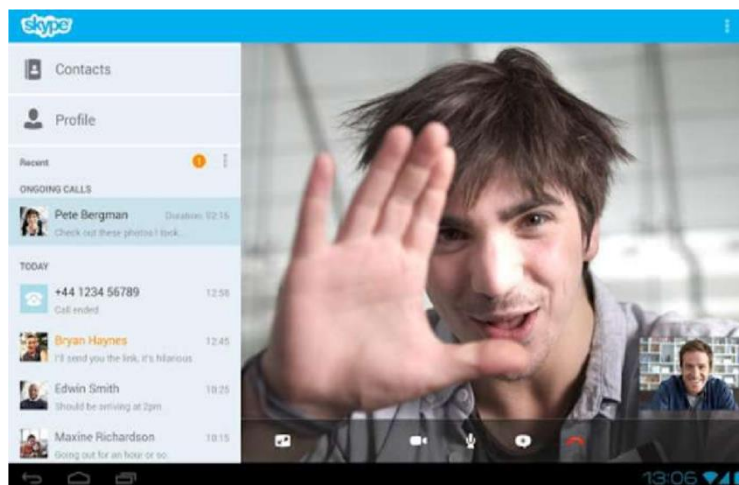 skype
Contacts
Profile
Recent
1
ONGOING CALLS
Pete Bergman Duration: 02:16
Check out these photos I took...
TODAY
+44 1234 56789 12:58
Call ended
Bryan Haynes 12:45
I'll send you the link, it's hilarious
Edwin Smith 10:25
Should be arriving at 2pm
Maxine Richardson 10:15
Going out for an hour or so.
13:06